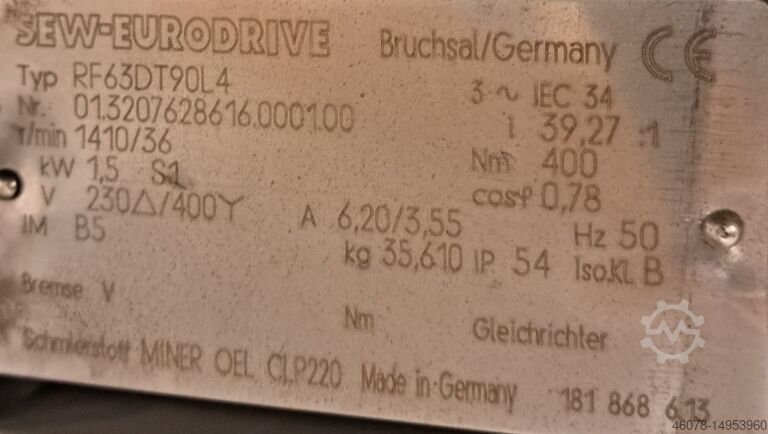 SEW-EURODRIVE Bruchsal/Germany CE
Typ RF63DT90L4 3~ IEC 34
Nr. 01.3207628616.0001.00 i 39,27 :1
r/min 1410/36 Nm 400
kW 1,5 S1 cosφ 0,78
V 230△/400Y A 6,20/3,55 Hz 50
IM B5 kg 35,610 IP 54 Iso.Kl. B
Bremse V Nm Gleichrichter
Schmierstoff MINER OEL CLP220 Made in Germany 181 868 6.13
46078-14953960